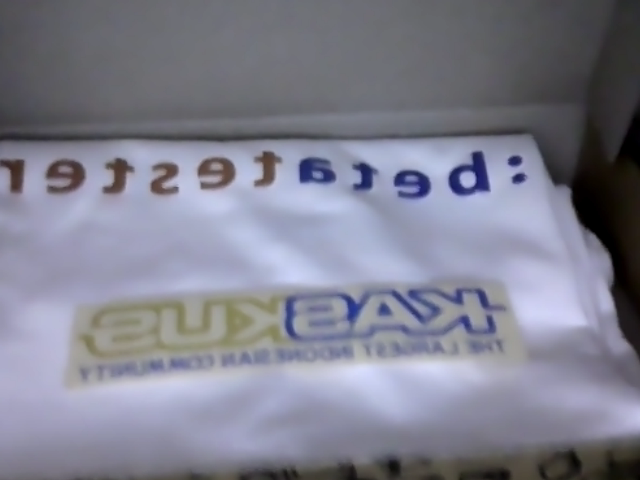 :betatester
KASKUS
THE LARGEST INDONESIAN COMMUNITY